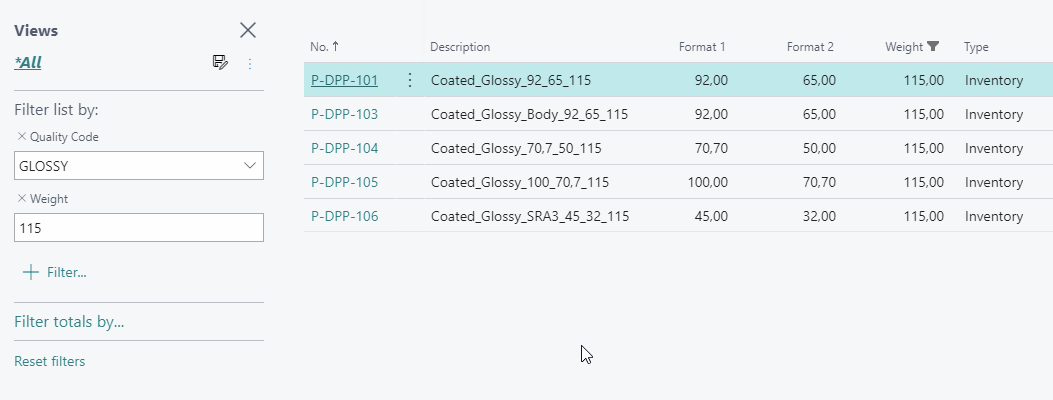 Views
*All
Filter list by:
× Quality Code
GLOSSY
× Weight
115
Filter...
Filter totals by...
Reset filters
No. ↑ Description Format 1 Format 2 Weight Type
P-DPP-101 Coated_Glossy_92_65_115 92,00 65,00 115,00 Inventory
P-DPP-103 Coated_Glossy_Body_92_65_115 92,00 65,00 115,00 Inventory
P-DPP-104 Coated_Glossy_70,7_50_115 70,70 50,00 115,00 Inventory
P-DPP-105 Coated_Glossy_100_70,7_115 100,00 70,70 115,00 Inventory
P-DPP-106 Coated_Glossy_SRA3_45_32_115 45,00 32,00 115,00 Inventory